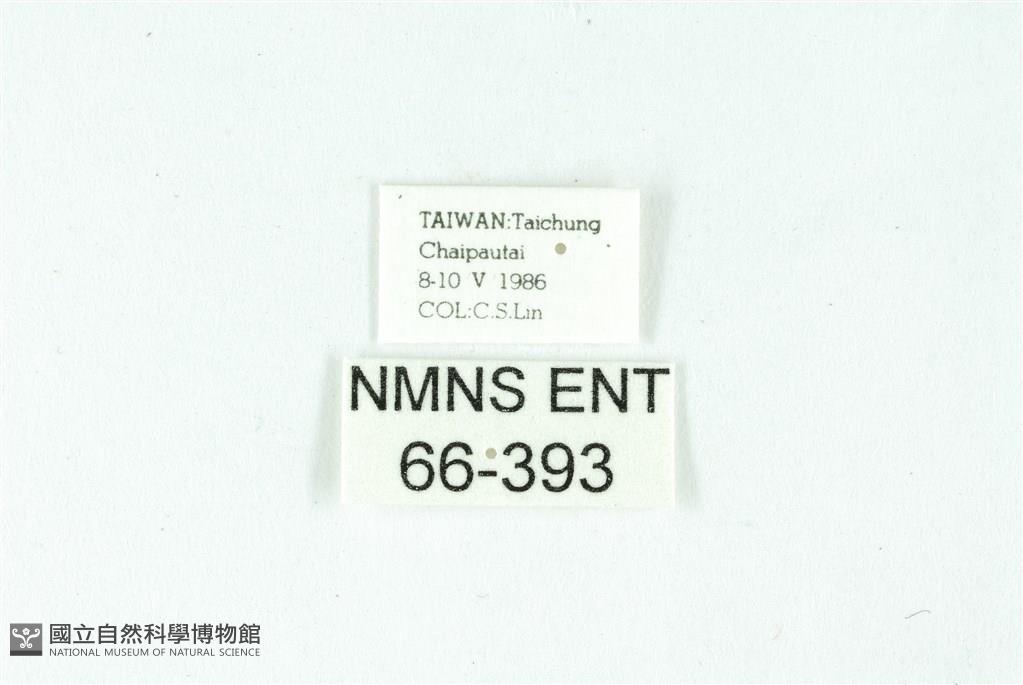 TAIWAN:Taichung
Chaipautai
8-10 V 1986
COL:C.S.Lin
NMNS ENT
66-393
國立自然科學博物館
NATIONAL MUSEUM OF NATURAL SCIENCE